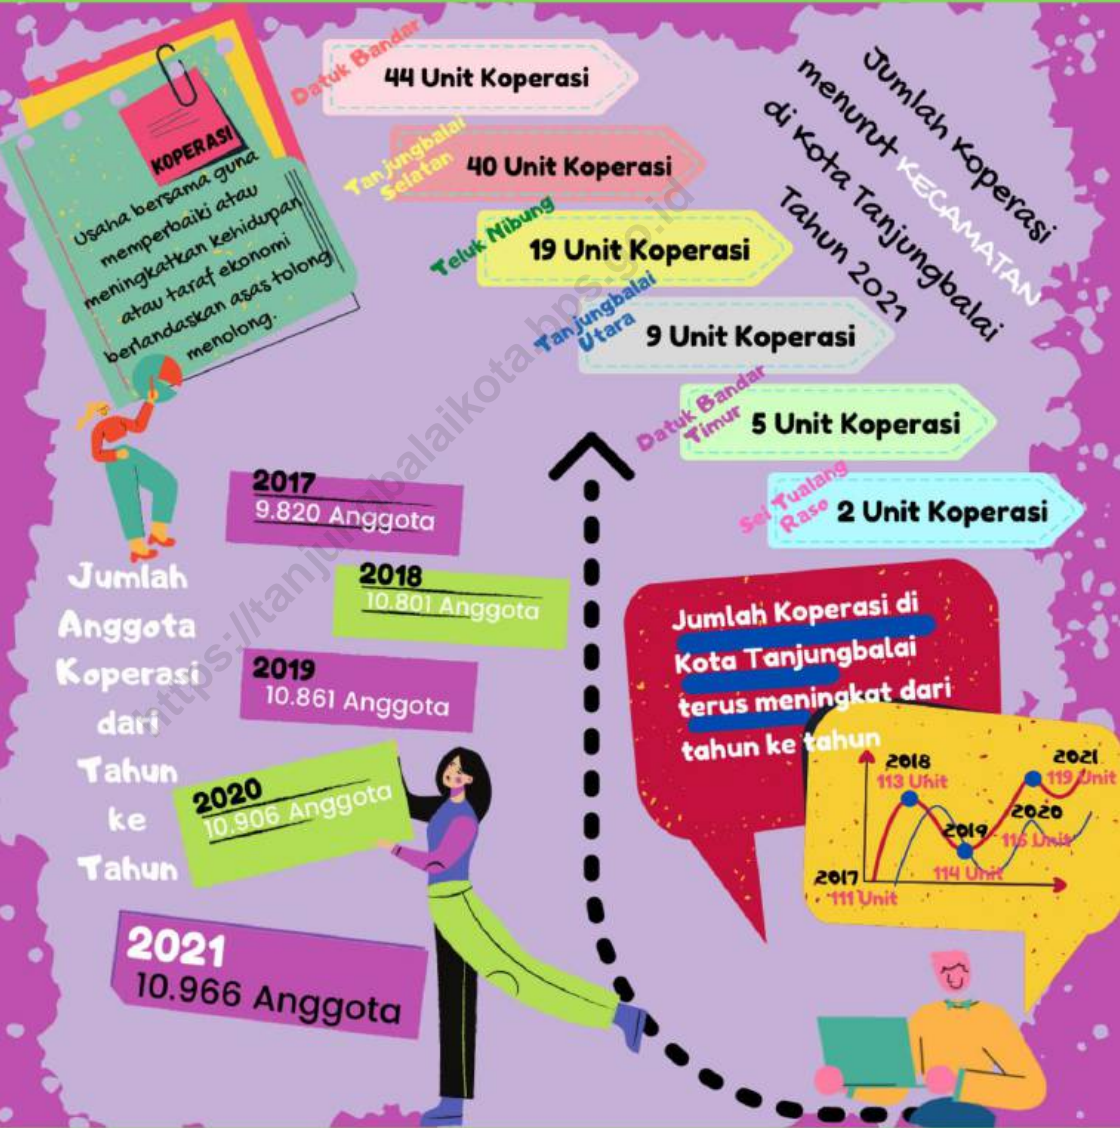 KOPERASI
Usaha bersama guna
memperbaiki atau
meningkatkan kehidupan
atau taraf ekonomi
berlandaskan asas tolong
menolong.
Datuk Bandar
44 Unit Koperasi
Tanjungbalai
Selatan
40 Unit Koperasi
Teluk Nibung
19 Unit Koperasi
Tanjungbalai
Utara
9 Unit Koperasi
Datuk Bandar
Timur
5 Unit Koperasi
Sei Tualang
Raso
2 Unit Koperasi
Jumlah Koperasi
menurut KECAMATAN
di Kota Tanjungbalai
Tahun 2021
Jumlah
Anggota
Koperasi
dari
Tahun
ke
Tahun
2017
9.820 Anggota
2018
10.801 Anggota
2019
10.861 Anggota
2020
10.906 Anggota
2021
10.966 Anggota
Jumlah Koperasi di
Kota Tanjungbalai
terus meningkat dari
tahun ke tahun
2018
113 Unit
2021
119 Unit
2019
114 Unit
2020
Unit
2017
111 Unit
https://tanjungbalaikota.bps.go.id